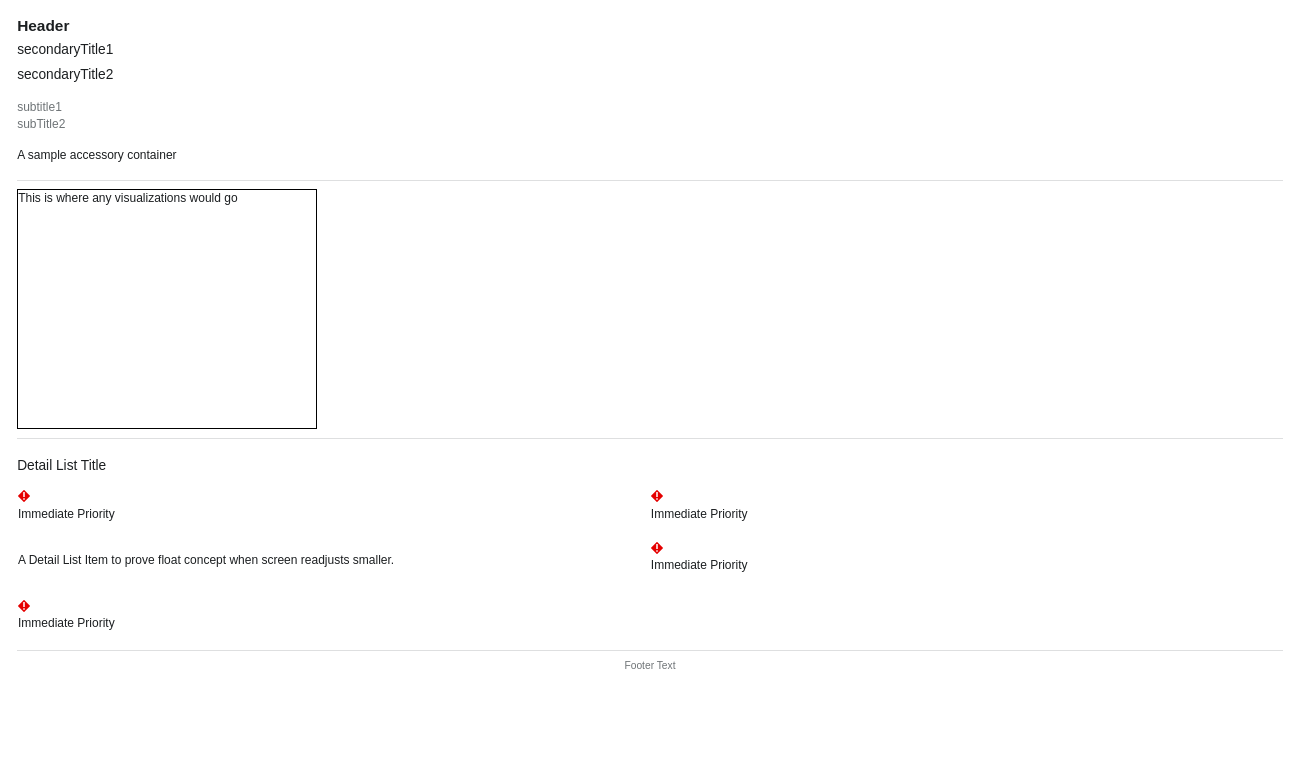 Header
secondaryTitle1
secondaryTitle2
subtitle1
subTitle2
A sample accessory container
This is where any visualizations would go
Detail List Title
Immediate Priority
Immediate Priority
A Detail List Item to prove float concept when screen readjusts smaller.
Immediate Priority
Immediate Priority
Footer Text